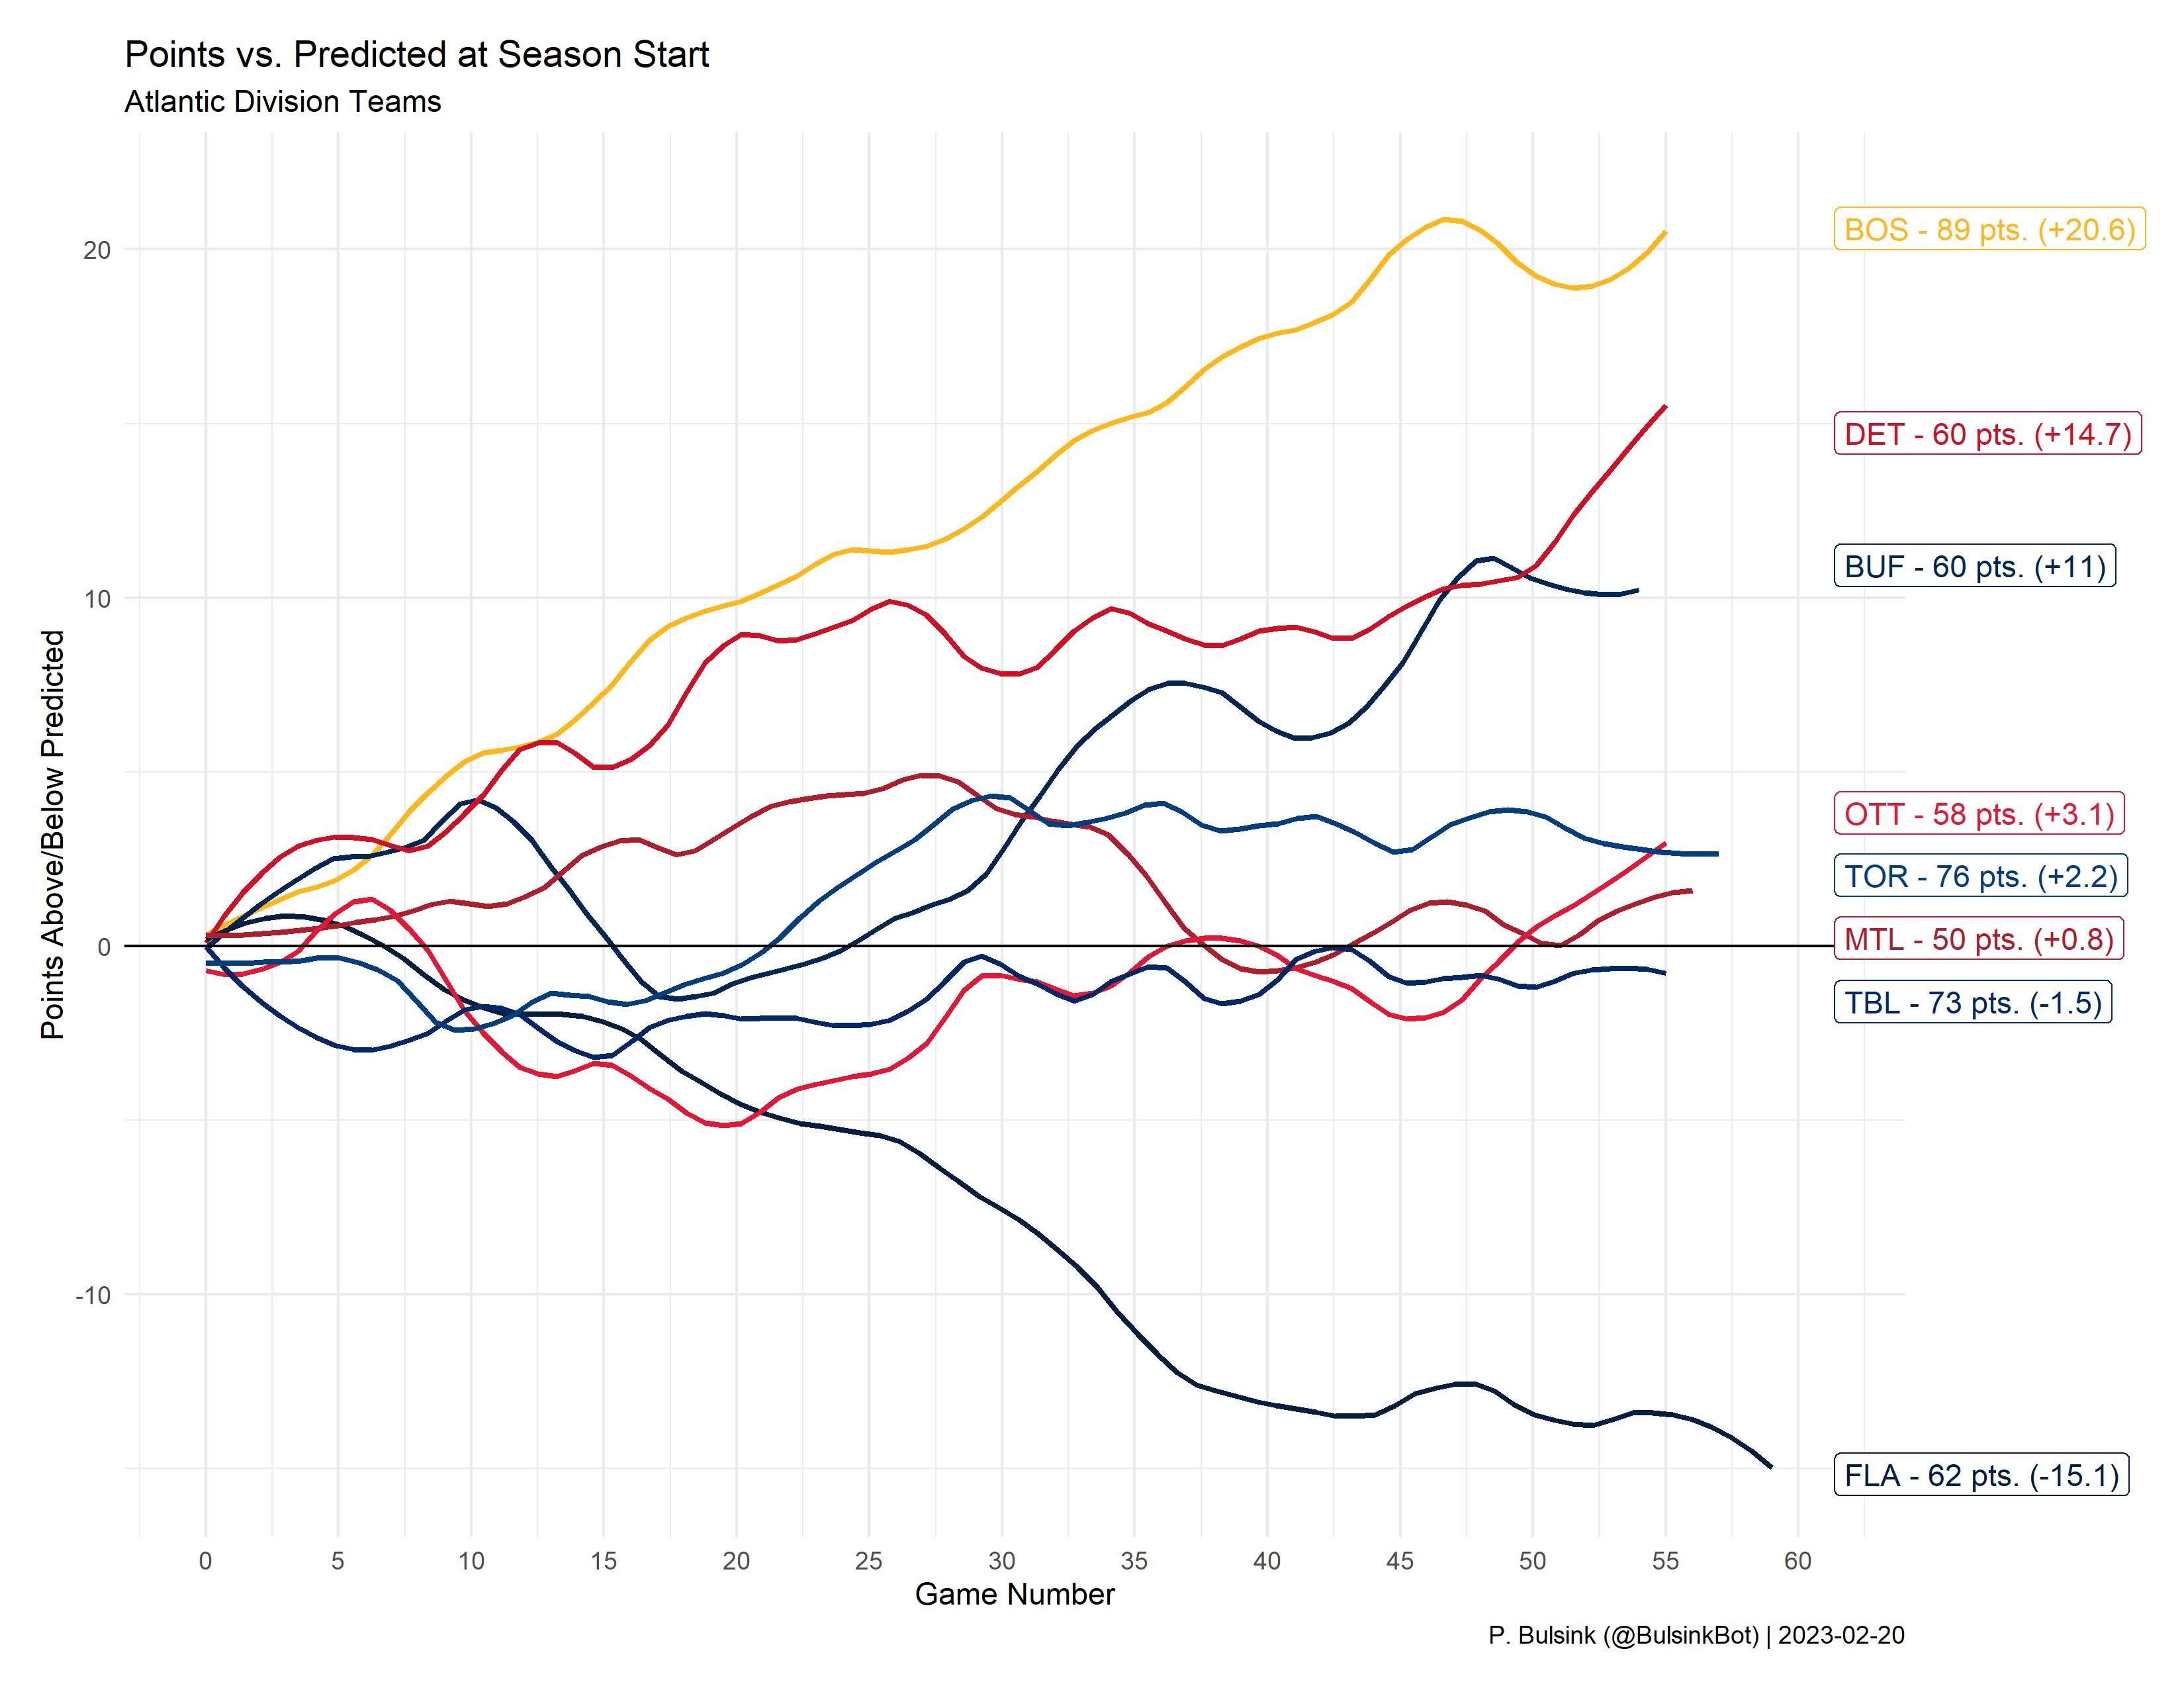 Points vs. Predicted at Season Start
Atlantic Division Teams
Points Above/Below Predicted
20
10
0
-10
BOS - 89 pts. (+20.6)
DET - 60 pts. (+14.7)
BUF - 60 pts. (+11)
OTT - 58 pts. (+3.1)
TOR - 76 pts. (+2.2)
MTL - 50 pts. (+0.8)
TBL - 73 pts. (-1.5)
FLA - 62 pts. (-15.1)
0 5 10 15 20 25 30 35 40 45 50 55 60
Game Number
P. Bulsink (@BulsinkBot) | 2023-02-20